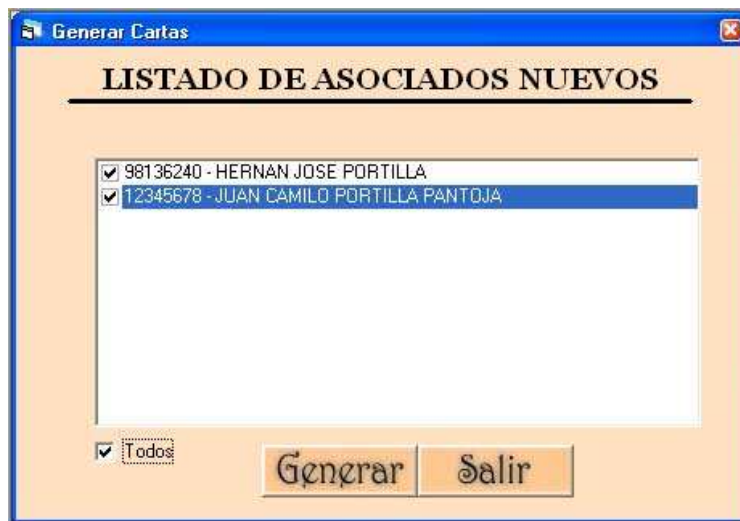 Generar Cartas
LISTADO DE ASOCIADOS NUEVOS
98136240 - HERNAN JOSE PORTILLA
12345678 - JUAN CAMILO PORTILLA PANTOJA
Todos
Generar Salir